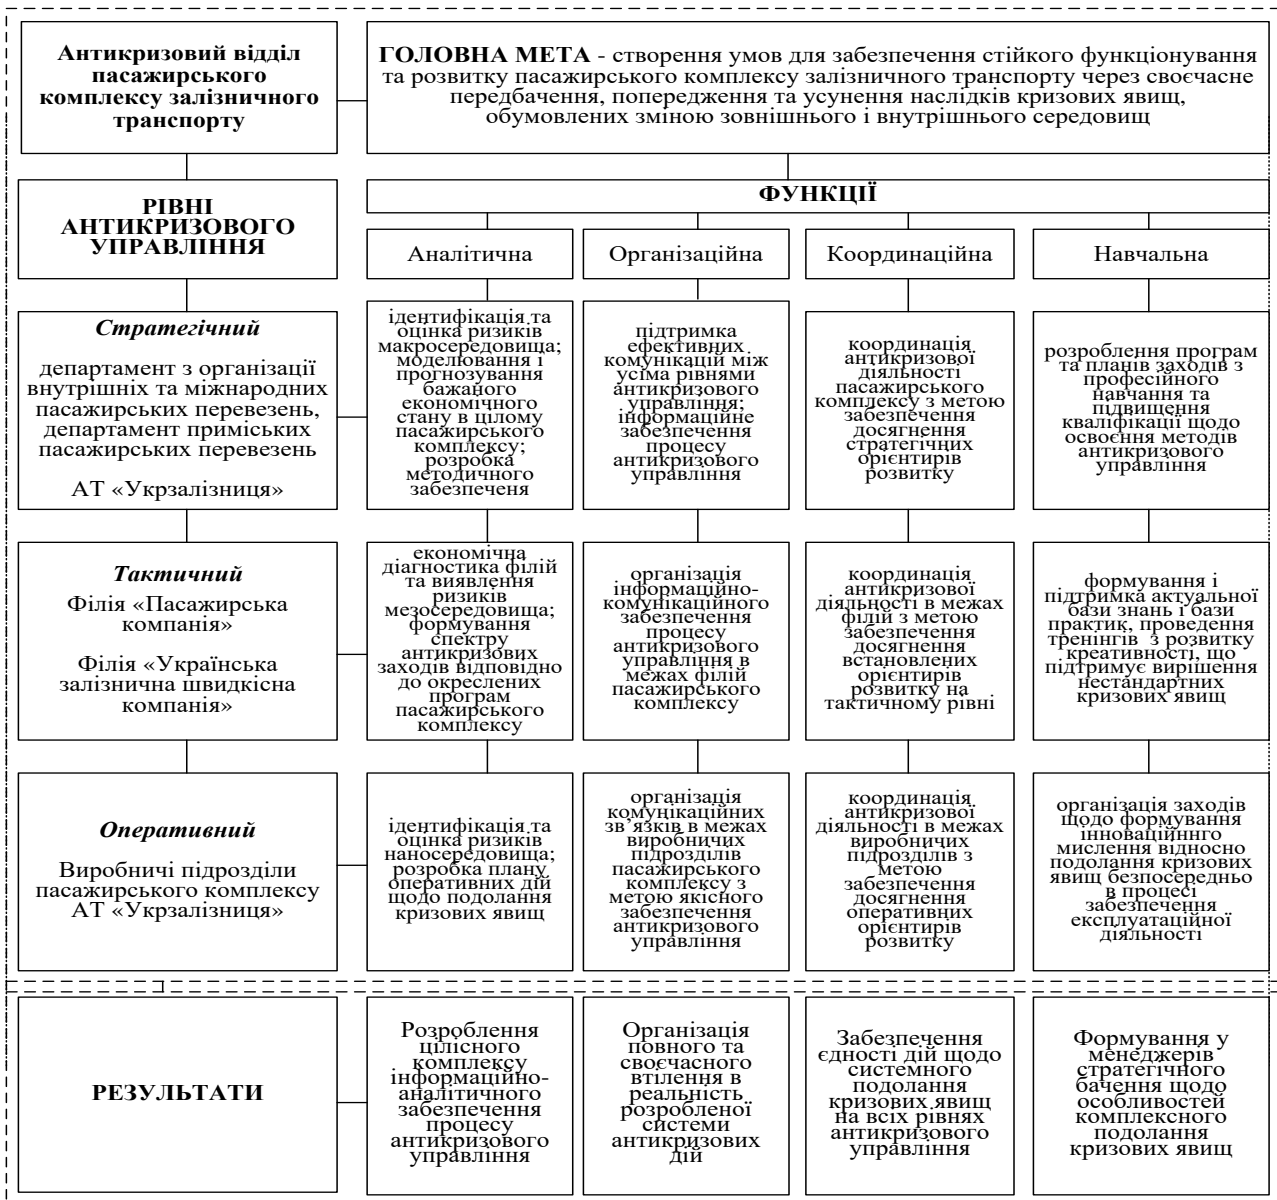 Антикризовий відділ
пасажирського
комплексу залізничного
транспорту
ГОЛОВНА МЕТА - створення умов для забезпечення стійкого функціонування
та розвитку пасажирського комплексу залізничного транспорту через своєчасне
передбачення, попередження та усунення наслідків кризових явищ,
обумовлених зміною зовнішнього і внутрішнього середовищ
РІВНІ
АНТИКРИЗОВОГО
УПРАВЛІННЯ
ФУНКЦІЇ
Аналітична
Організаційна
Координаційна
Навчальна
Стратегічний
департамент з організації
внутрішніх та міжнародних
пасажирських перевезень,
департамент приміських
пасажирських перевезень
АТ «Укрзалізниця»
ідентифікація та
оцінка ризиків
макросередовища;
моделювання і
прогнозування
бажаного
економічного
стану в цілому
пасажирського
комплексу;
розробка
методичного
забезпеченя
підтримка
ефективних
комунікацій між
усіма рівнями
антикризового
управління;
інформаційне
забезпечення
процесу
антикризового
управління
координація
антикризової
діяльності
пасажирського
комплексу з метою
забезпечення
досягнення
стратегічних
орієнтирів
розвитку
розроблення програм
та планів заходів з
професійного
навчання та
підвищення
кваліфікації щодо
освоєння методів
антикризового
управління
Тактичний
Філія «Пасажирська
компанія»
Філія «Українська
залізнична швидкісна
компанія»
економічна
діагностика філій
та виявлення
ризиків
мезосередовища;
формування
спектру
антикризових
заходів відповідно
до окреслених
програм
пасажирського
комплексу
організація
інформаційно-
комунікаційного
забезпечення
процесу
антикризового
управління в
межах філій
пасажирського
комплексу
координація
антикризової
діяльності в межах
філій з метою
забезпечення
досягнення
встановлених
орієнтирів
розвитку на
тактичному рівні
формування і
підтримка актуальної
бази знань і бази
практик, проведення
тренінгів з розвитку
креативності, що
підтримує вирішення
нестандартних
кризових явищ
Оперативний
Виробничі підрозділи
пасажирського комплексу
АТ «Укрзалізниця»
ідентифікація та
оцінка ризиків
наносередовища;
розробка плану
оперативних дій
щодо подолання
кризових явищ
організація
комунікаційних
зв’язків в межах
виробничих
підрозділів
пасажирського
комплексу з
метою якісного
забезпечення
антикризового
управління
координація
антикризової
діяльності в межах
виробничих
підрозділів з
метою
забезпечення
досягнення
оперативних
орієнтирів
розвитку
організація заходів
щодо формування
інноваційннго
мислення відносно
подолання кризових
явищ безпосередньо
в процесі
забезпечення
експлуатаційної
діяльності
РЕЗУЛЬТАТИ
Розроблення
цілісного
комплексу
інформаційно-
аналітичного
забезпечення
процесу
антикризового
управління
Організація
повного та
своєчасного
втілення в
реальність
розробленої
системи
антикризових
дій
Забезпечення
єдності дій щодо
системного
подолання
кризових явищ
на всіх рівнях
антикризового
управління
Формування у
менеджерів
стратегічного
бачення щодо
особливостей
комплексного
подолання
кризових явищ